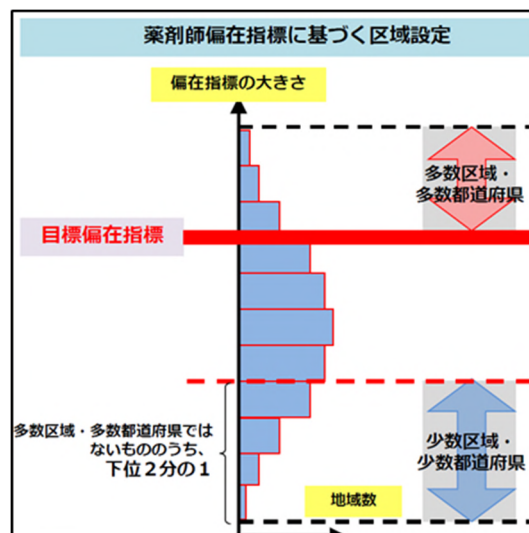 薬剤師偏在指標に基づく区域設定
偏在指標の大きさ
多数区域・
多数都道府県
目標偏在指標
多数区域・多数都道府県では
ないもののうち、
下位２分の１
少数区域・
少数都道府県
地域数